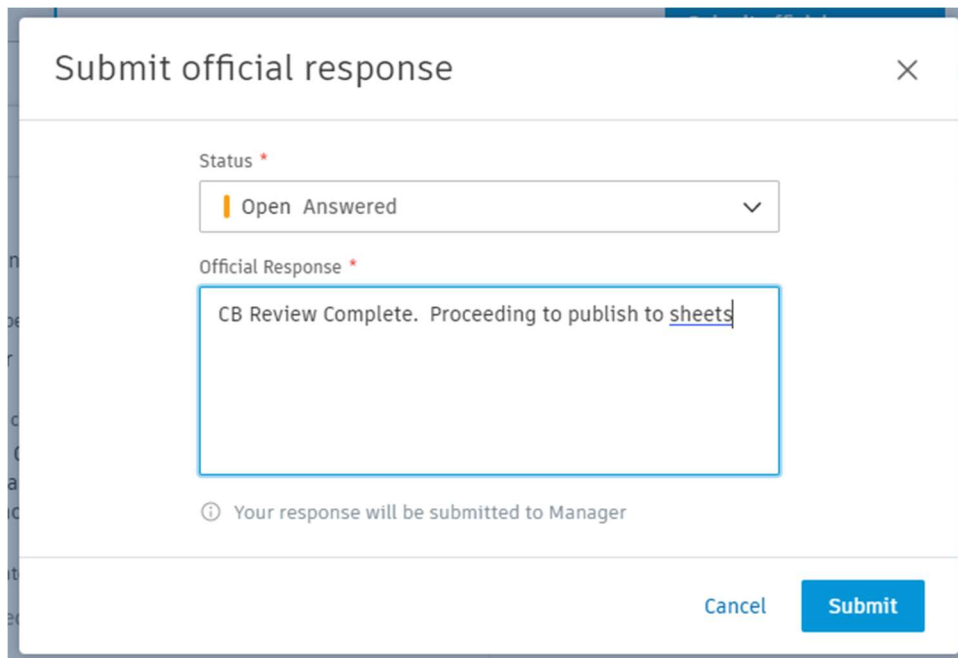 Submit official response
Status *
Open Answered
Official Response *
CB Review Complete.  Proceeding to publish to sheets
Your response will be submitted to Manager
Cancel Submit